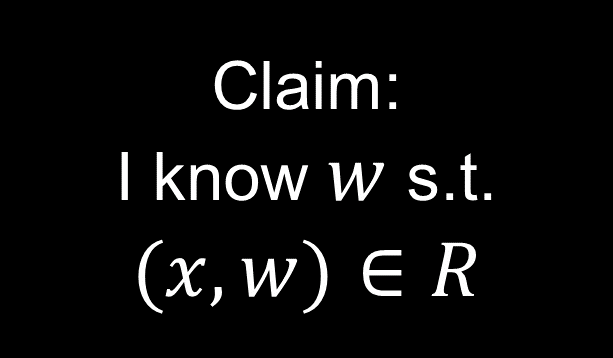 Claim:
I know w s.t.
(x, w) ∈ R